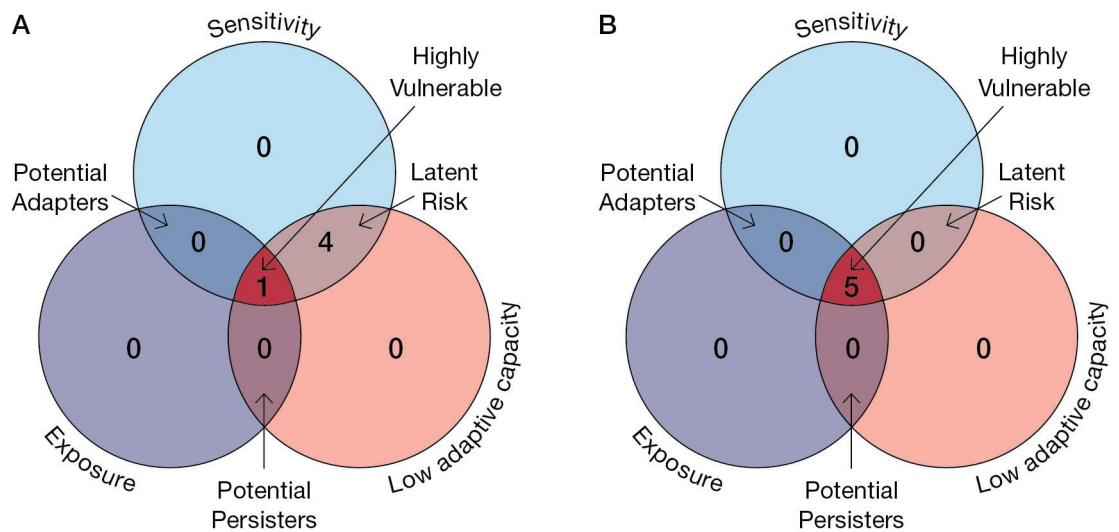 A
Sensitivity
Highly
Vulnerable
0
Potential
Adapters
Latent
Risk
0
4
1
0
0
0
Exposure
Low adaptive capacity
Potential
Persisters
B
Sensitivity
Highly
Vulnerable
0
Potential
Adapters
Latent
Risk
0
0
5
0
0
0
Exposure
Low adaptive capacity
Potential
Persisters